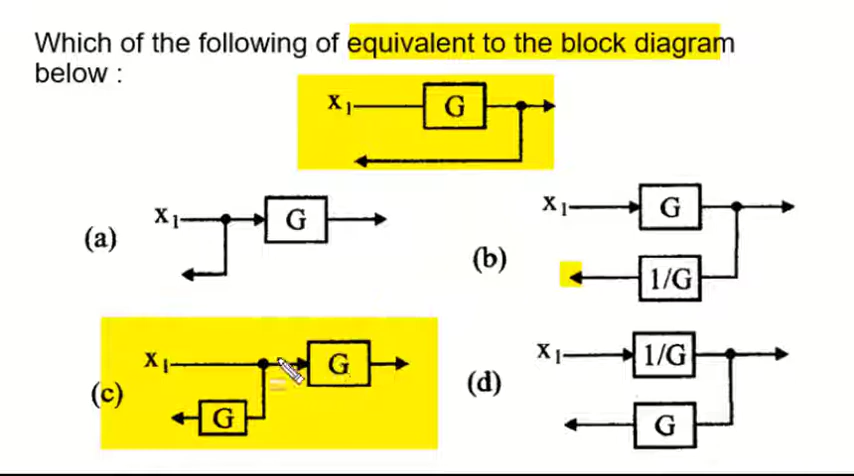 Which of the following of equivalent to the block diagram
below :
X1 G
(a) X1 G
(b) X1 G
1/G
(c) X1 G
G
(d) X1 1/G
G